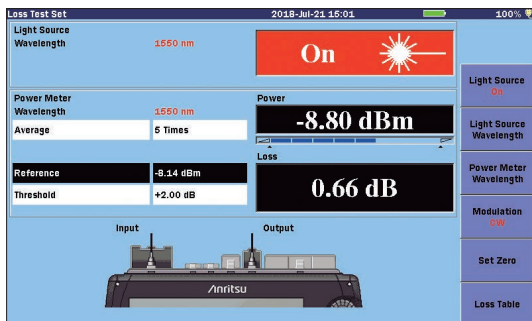 Loss Test Set 2018-Jul-21 15:01 100%
Light Source
Wavelength 1550 nm
On
Power Meter
Wavelength 1550 nm
Average 5 Times
Power
-8.80 dBm
Reference -8.14 dBm
Threshold +2.00 dB
Loss
0.66 dB
Input Output
Anritsu
Light Source
On
Light Source
Wavelength
Power Meter
Wavelength
Modulation
CW
Set Zero
Loss Table